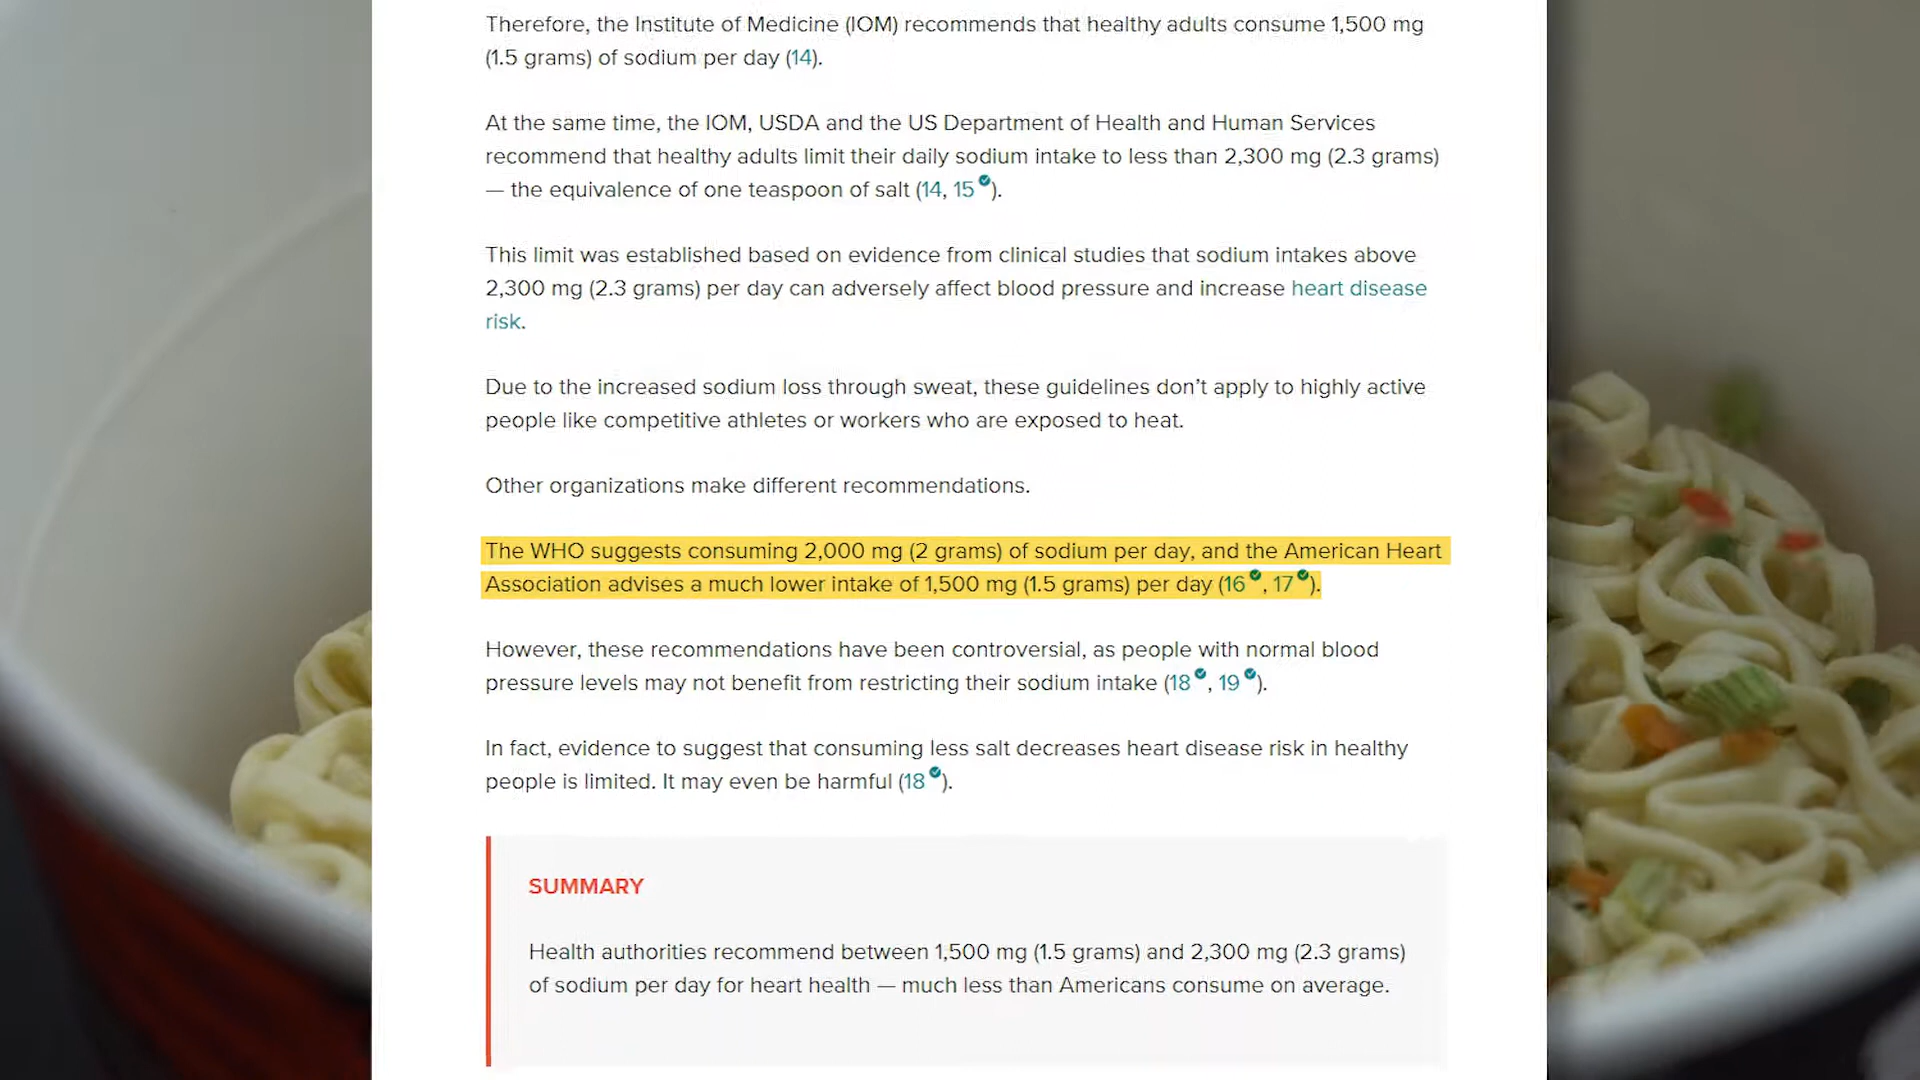 Therefore, the Institute of Medicine (IOM) recommends that healthy adults consume 1,500 mg
(1.5 grams) of sodium per day (14).
At the same time, the IOM, USDA and the US Department of Health and Human Services
recommend that healthy adults limit their daily sodium intake to less than 2,300 mg (2.3 grams)
— the equivalence of one teaspoon of salt (14, 15).
This limit was established based on evidence from clinical studies that sodium intakes above
2,300 mg (2.3 grams) per day can adversely affect blood pressure and increase heart disease
risk.
Due to the increased sodium loss through sweat, these guidelines don’t apply to highly active
people like competitive athletes or workers who are exposed to heat.
Other organizations make different recommendations.
The WHO suggests consuming 2,000 mg (2 grams) of sodium per day, and the American Heart
Association advises a much lower intake of 1,500 mg (1.5 grams) per day (16, 17).
However, these recommendations have been controversial, as people with normal blood
pressure levels may not benefit from restricting their sodium intake (18, 19).
In fact, evidence to suggest that consuming less salt decreases heart disease risk in healthy
people is limited. It may even be harmful (18).
SUMMARY
Health authorities recommend between 1,500 mg (1.5 grams) and 2,300 mg (2.3 grams)
of sodium per day for heart health — much less than Americans consume on average.